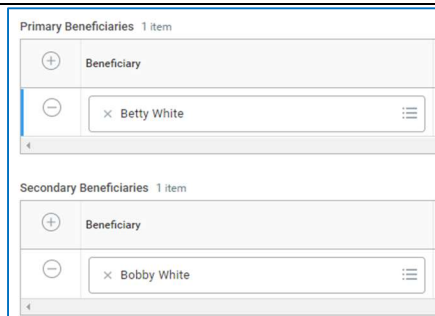 Primary Beneficiaries 1 item
Beneficiary
× Betty White
Secondary Beneficiaries 1 item
Beneficiary
× Bobby White